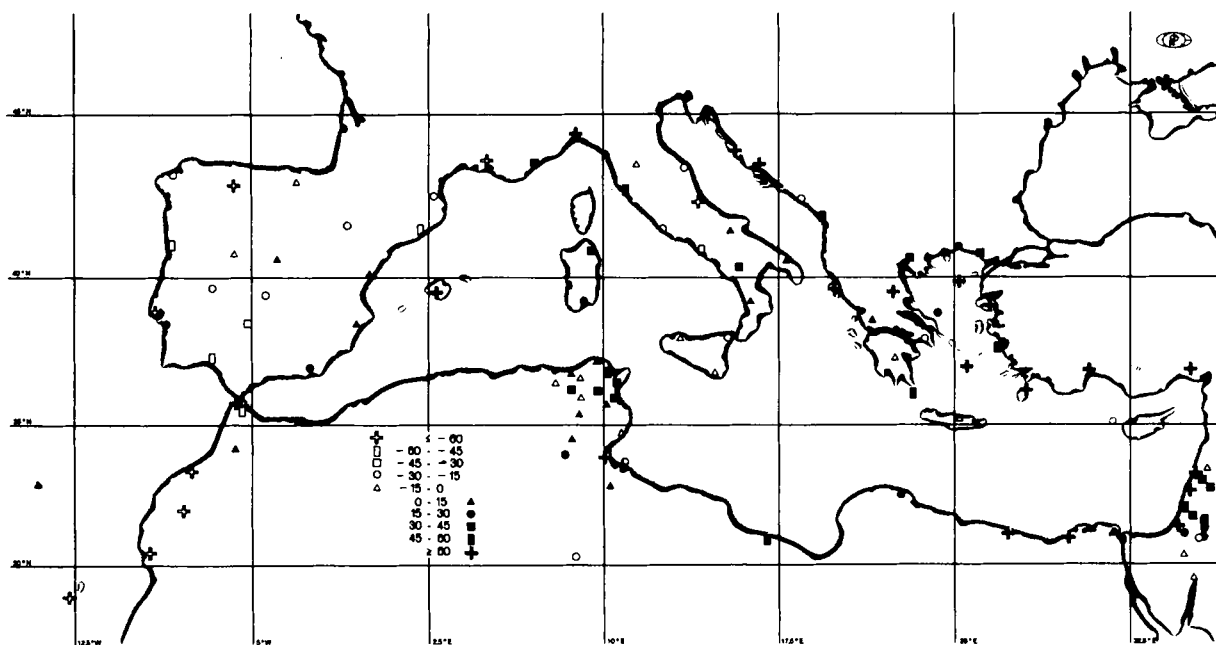 45°N
40°N
35°N
< - 60
- 60 - 45
- 45 - - 30
- 30 - - 15
- 15 - 0
0 - 15
15 - 30
30 - 45
45 - 60
≥ 60
30°N
12.5°W
5°W
2.5°E
10°E
17.5°E
25°E
32.5°E